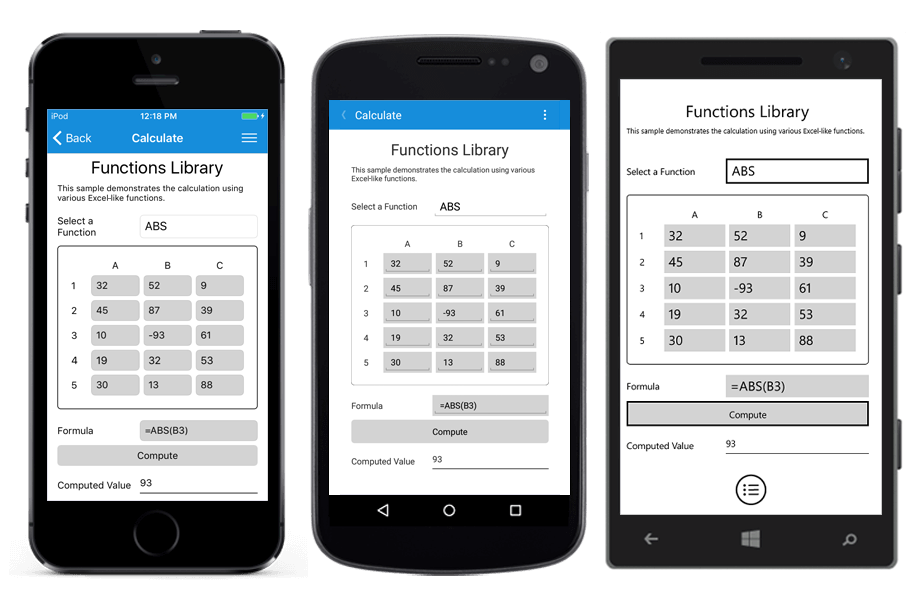 iPod 12:18 PM
Back Calculate
Functions Library
This sample demonstrates the calculation using
various Excel-like functions.
Select a
Function
ABS
A B C
1 32 52 9
2 45 87 39
3 10 -93 61
4 19 32 53
5 30 13 88
Formula =ABS(B3)
Compute
Computed Value 93
Calculate
Functions Library
This sample demonstrates the calculation using various
Excel-like functions.
Select a Function ABS
A B C
1 32 52 9
2 45 87 39
3 10 -93 61
4 19 32 53
5 30 13 88
Formula =ABS(B3)
Compute
Computed Value 93
Functions Library
This sample demonstrates the calculation using various Excel-like functions.
Select a Function ABS
A B C
1 32 52 9
2 45 87 39
3 10 -93 61
4 19 32 53
5 30 13 88
Formula =ABS(B3)
Compute
Computed Value 93